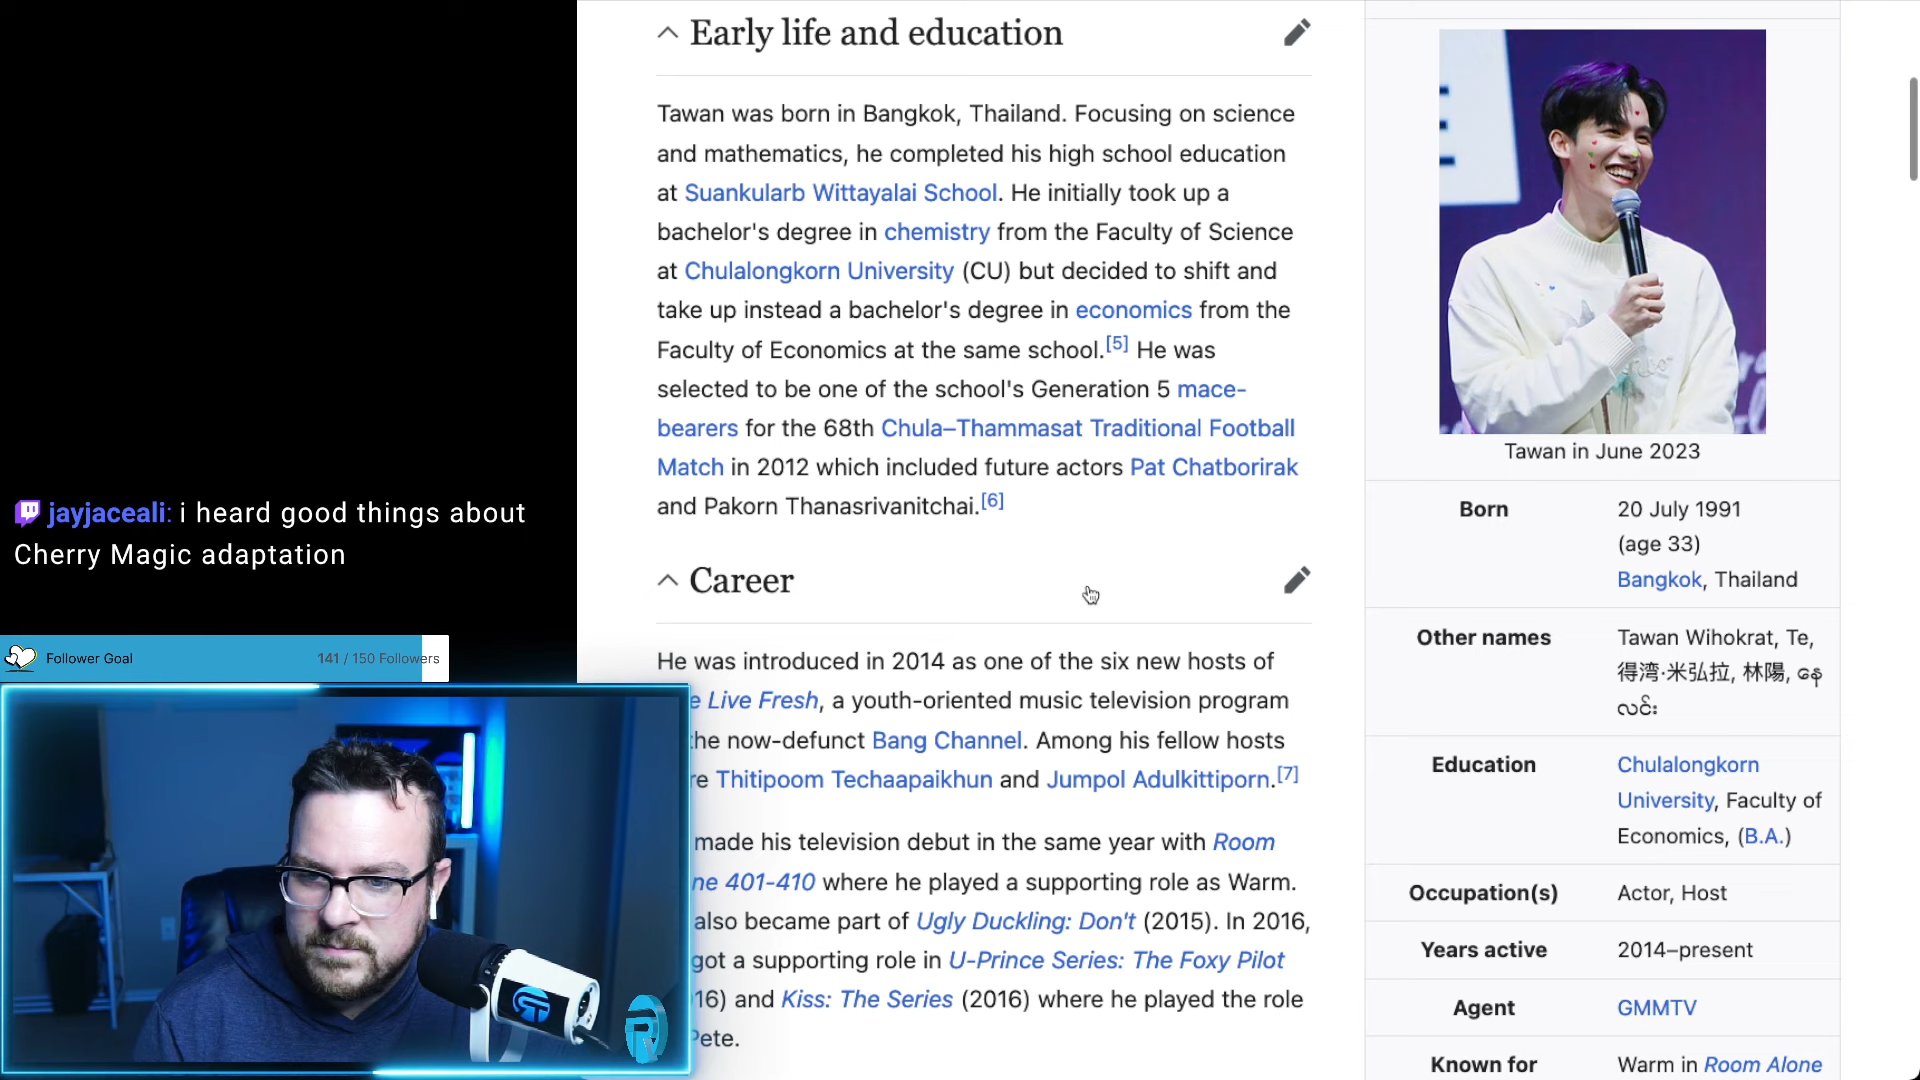 Early life and education
Tawan was born in Bangkok, Thailand. Focusing on science
and mathematics, he completed his high school education
at Suankularb Wittayalai School. He initially took up a
bachelor's degree in chemistry from the Faculty of Science
at Chulalongkorn University (CU) but decided to shift and
take up instead a bachelor's degree in economics from the
Faculty of Economics at the same school.[5] He was
selected to be one of the school's Generation 5 mace-
bearers for the 68th Chula–Thammasat Traditional Football
Match in 2012 which included future actors Pat Chatborirak
and Pakorn Thanasrivanitchai.[6]
Career
He was introduced in 2014 as one of the six new hosts of
e Live Fresh, a youth-oriented music television program
he now-defunct Bang Channel. Among his fellow hosts
re Thitipoom Techaapaikhun and Jumpol Adulkittiporn.[7]
made his television debut in the same year with Room
ne 401-410 where he played a supporting role as Warm.
also became part of Ugly Duckling: Don't (2015). In 2016,
got a supporting role in U-Prince Series: The Foxy Pilot
16) and Kiss: The Series (2016) where he played the role
Pete.
Tawan in June 2023
Born 20 July 1991
(age 33)
Bangkok, Thailand
Other names Tawan Wihokrat, Te,
得湾·米弘拉, 林陽, နေ
လင်း
Education Chulalongkorn
University, Faculty of
Economics, (B.A.)
Occupation(s) Actor, Host
Years active 2014–present
Agent GMMTV
Known for Warm in Room Alone
jayjaceali: i heard good things about
Cherry Magic adaptation
Follower Goal 141 / 150 Followers